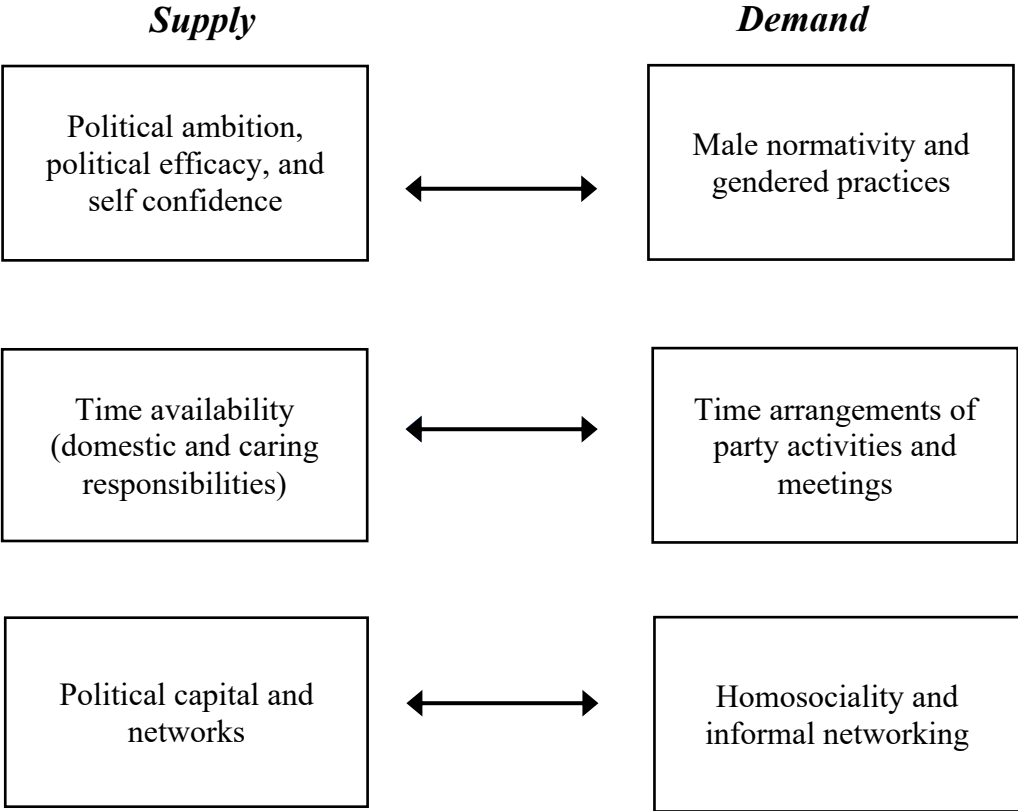 Supply
Demand
Political ambition,
political efficacy, and
self confidence
Male normativity and
gendered practices
Time availability
(domestic and caring
responsibilities)
Time arrangements of
party activities and
meetings
Political capital and
networks
Homosociality and
informal networking